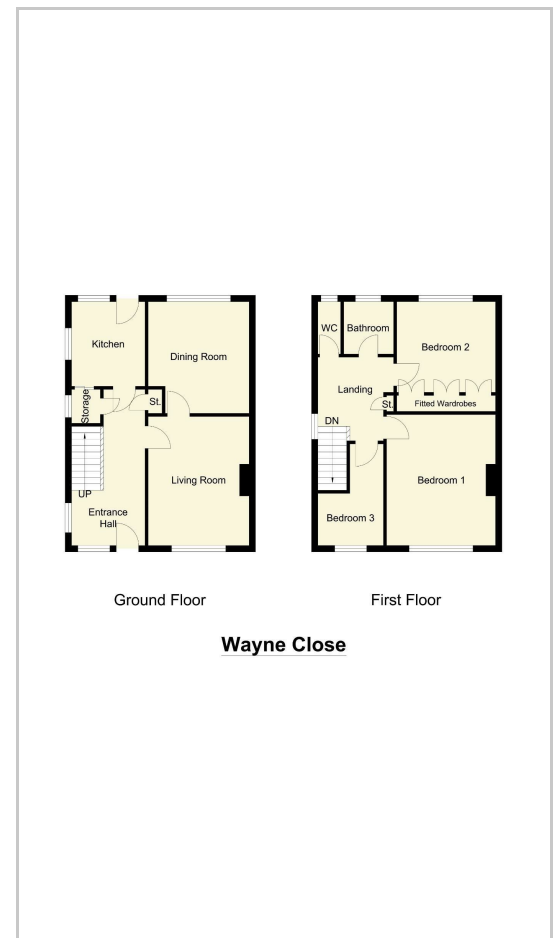 Kitchen
Dining Room
Storage
St.
Living Room
UP
Entrance
Hall
Ground Floor
WC
Bathroom
Bedroom 2
Landing
St.
Fitted Wardrobes
DN
Bedroom 1
Bedroom 3
First Floor
Wayne Close